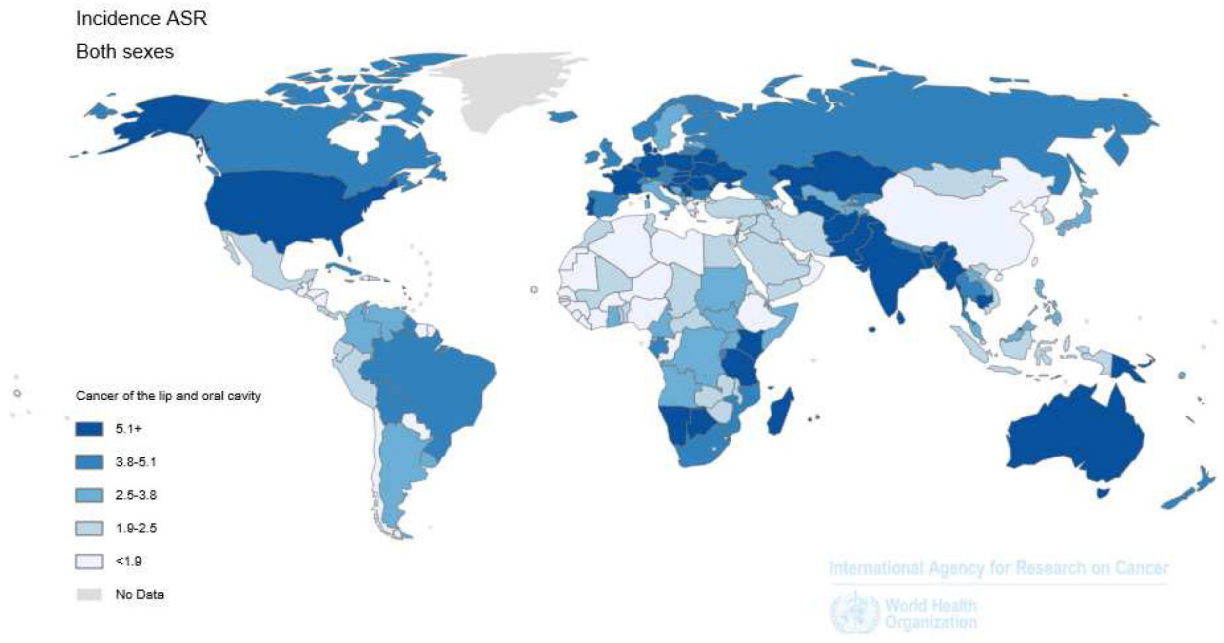 Incidence ASR
Both sexes
Cancer of the lip and oral cavity
5.1+
3.8-5.1
2.5-3.8
1.9-2.5
<1.9
No Data
International Agency for Research on Cancer
World Health
Organization